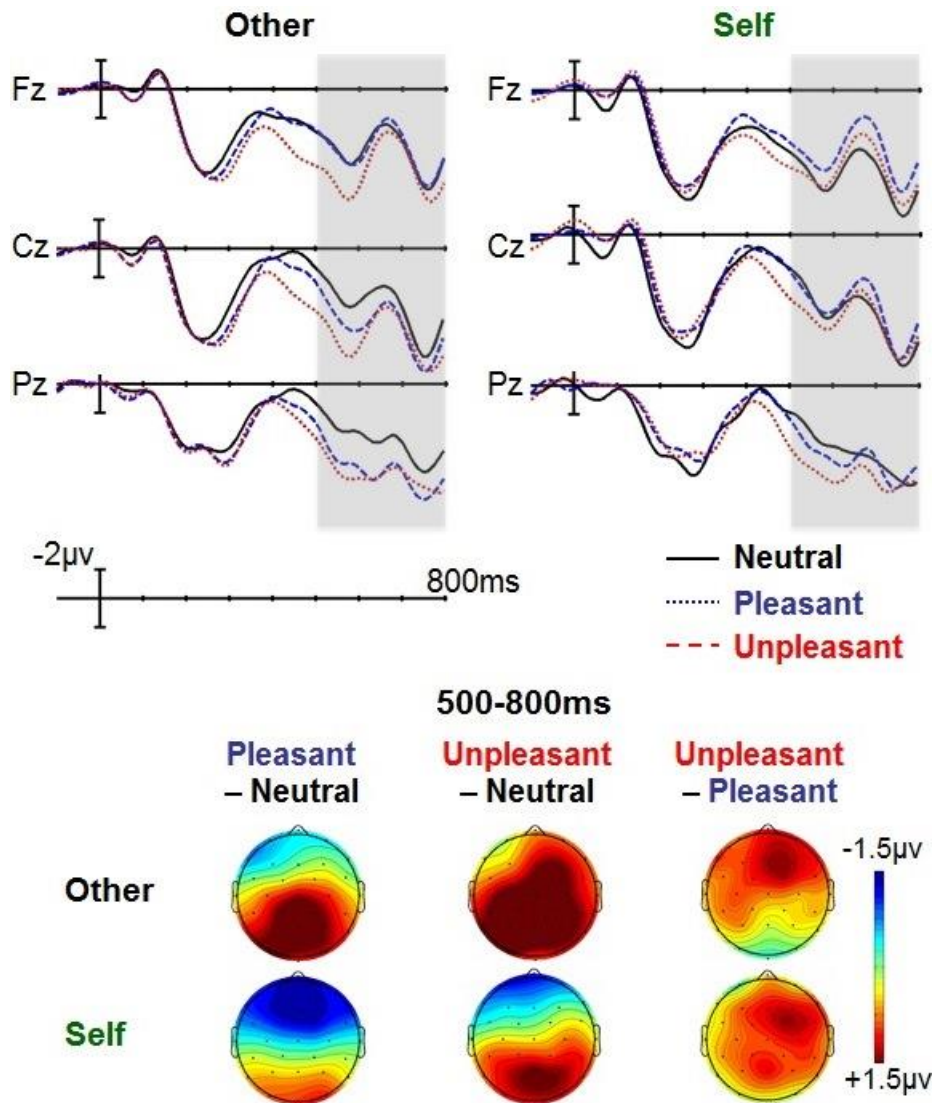 Other Self
Fz Fz
Cz Cz
Pz Pz
-2µv
800ms
Neutral
Pleasant
Unpleasant
500-800ms
Pleasant Unpleasant Unpleasant
– Neutral – Neutral – Pleasant
-1.5µv
Other
Self
+1.5µv